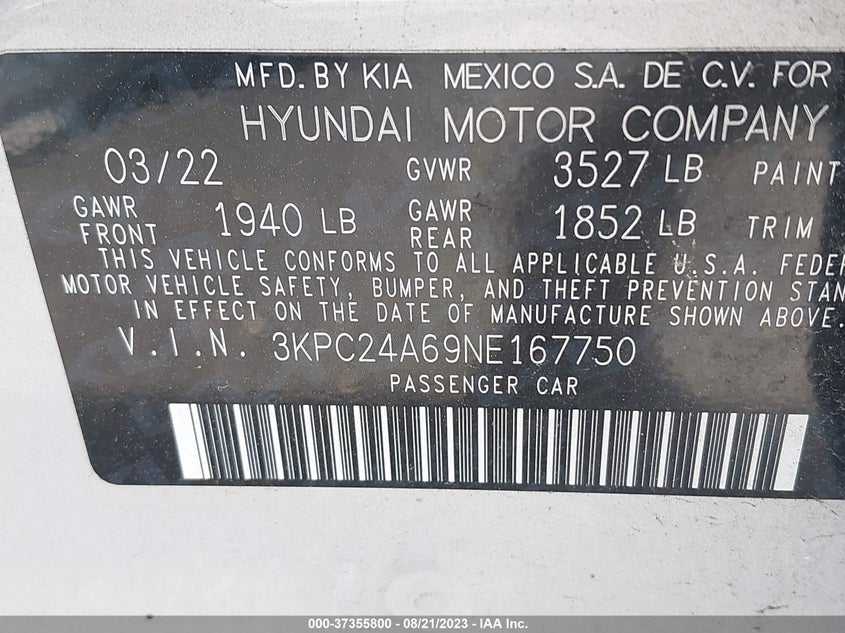 MFD. BY KIA MEXICO S.A. DE C.V. FOR
HYUNDAI MOTOR COMPANY
03/22 GVWR 3527 LB PAINT
GAWR FRONT 1940 LB GAWR REAR 1852 LB TRIM
THIS VEHICLE CONFORMS TO ALL APPLICABLE U.S.A. FEDER
MOTOR VEHICLE SAFETY, BUMPER, AND THEFT PREVENTION STAN
IN EFFECT ON THE DATE OF MANUFACTURE SHOWN ABOVE.
V.I.N. 3KPC24A69NE167750
PASSENGER CAR
000-37355800 - 08/21/2023 - IAA Inc.